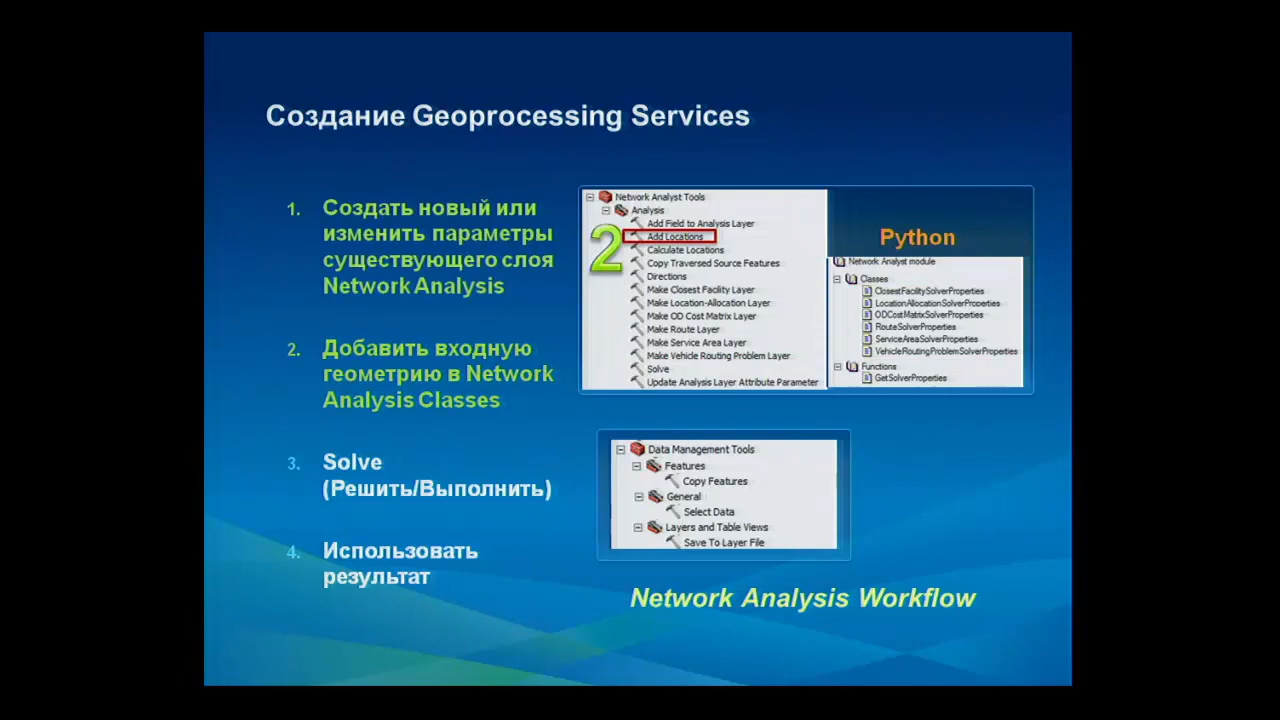 Создание Geoprocessing Services
1. Создать новый или
изменить параметры
существующего слоя
Network Analysis
2. Добавить входную
геометрию в Network
Analysis Classes
3. Solve
(Решить/Выполнить)
4. Использовать
результат
Network Analyst Tools
Analysis
Add Field to Analysis Layer
Add Locations
2
Calculate Locations
Copy Traversed Source Features
Directions
Make Closest Facility Layer
Make Location-Allocation Layer
Make OD Cost Matrix Layer
Make Route Layer
Make Service Area Layer
Make Vehicle Routing Problem Layer
Solve
Update Analysis Layer Attribute Parameter
Python
Network Analyst module
Classes
ClosestFacilitySolverProperties
LocationAllocationSolverProperties
ODCostMatrixSolverProperties
RouteSolverProperties
ServiceAreaSolverProperties
VehicleRoutingProblemSolverProperties
Functions
GetSolverProperties
Data Management Tools
Features
Copy Features
General
Select Data
Layers and Table Views
Save To Layer File
Network Analysis Workflow